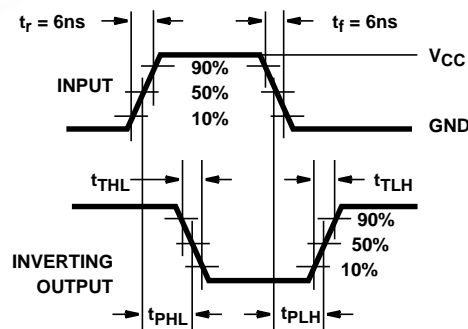 tr = 6ns
tf = 6ns
VCC
90%
INPUT
50%
10%
GND
tTHL
tTLH
90%
50%
INVERTING
OUTPUT
10%
tPHL
tPLH